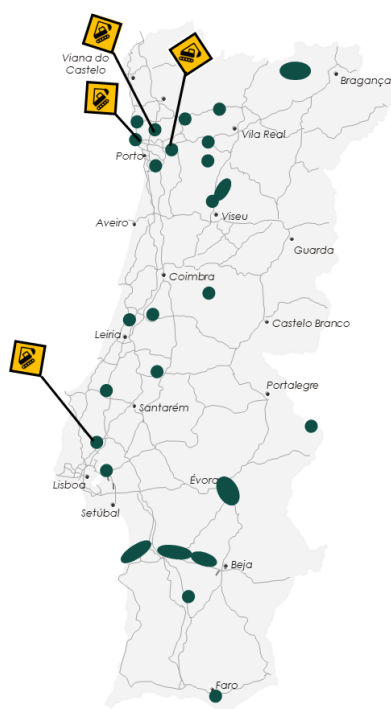 Viana do
Castelo
Bragança
Vila Real
Porto
Viseu
Aveiro
Guarda
Coimbra
Castelo Branco
Leiria
Portalegre
Santarém
Lisboa
Évora
Setúbal
Beja
Faro